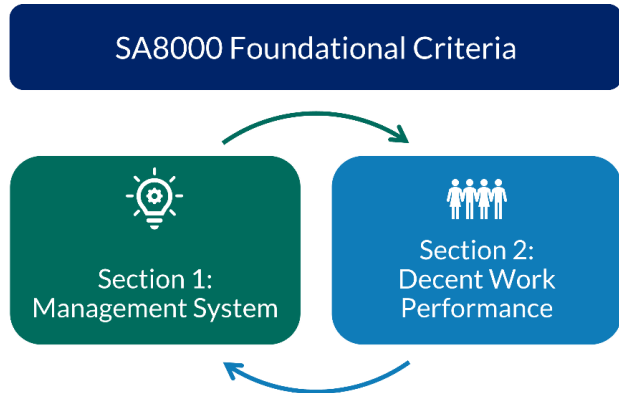 SA8000 Foundational Criteria
Section 1:
Management System
Section 2:
Decent Work
Performance